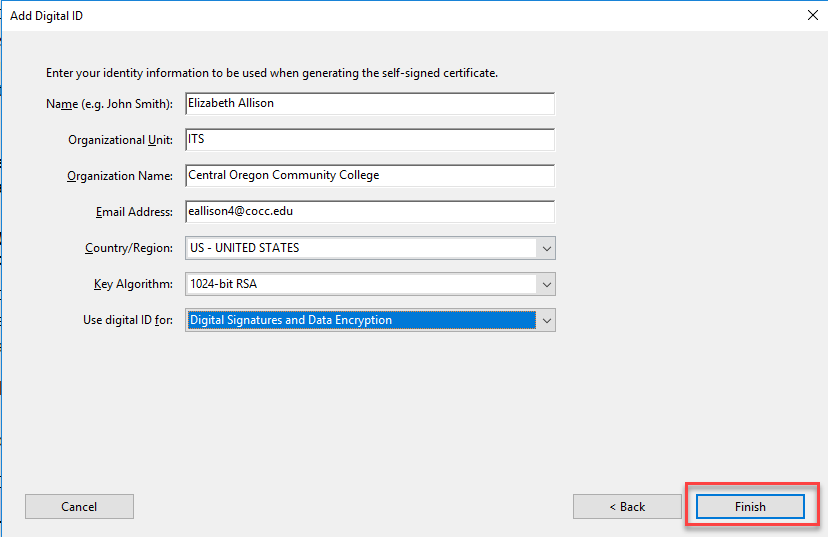 Add Digital ID
Enter your identity information to be used when generating the self-signed certificate.
Name (e.g. John Smith): Elizabeth Allison
Organizational Unit: ITS
Organization Name: Central Oregon Community College
Email Address: eallison4@cocc.edu
Country/Region: US - UNITED STATES
Key Algorithm: 1024-bit RSA
Use digital ID for: Digital Signatures and Data Encryption
Cancel < Back Finish